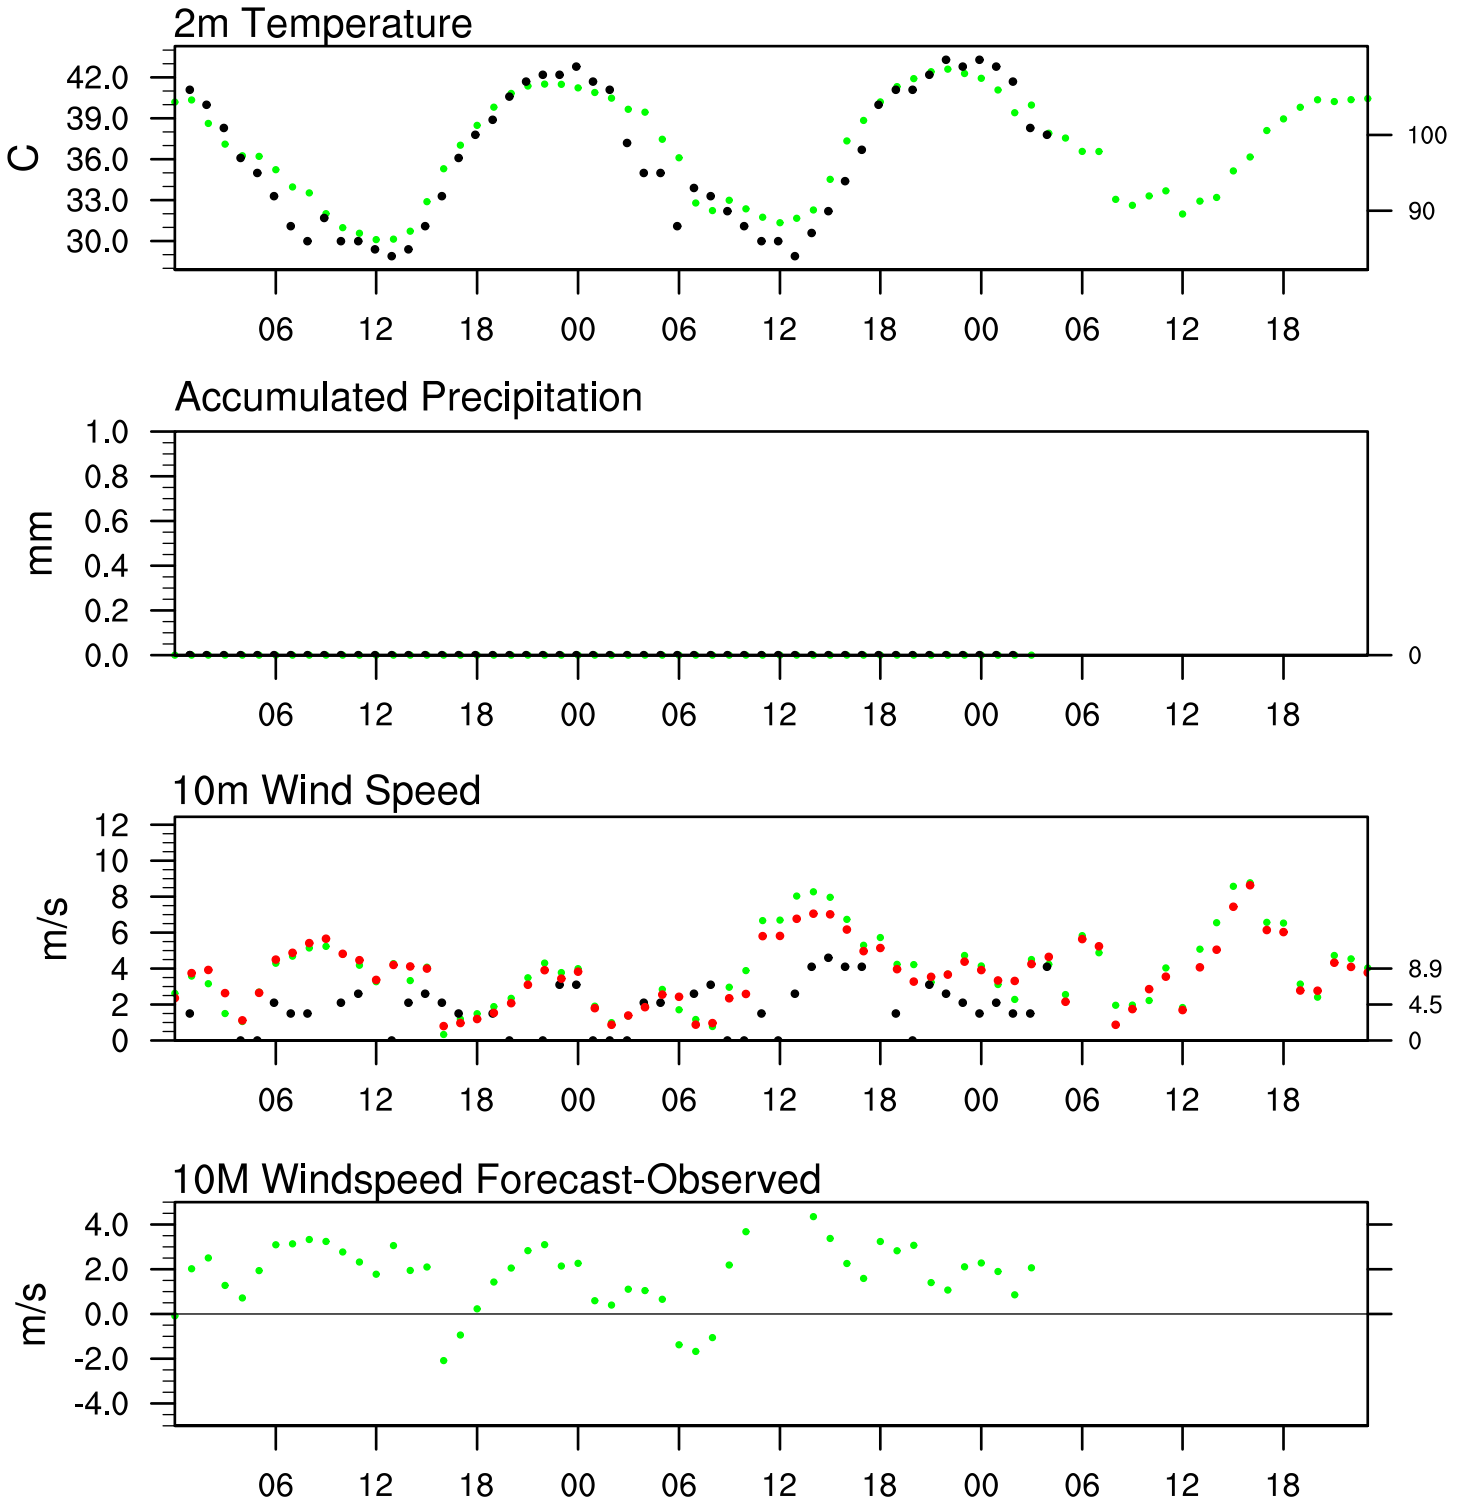 2m Temperature
C
42.0
39.0
36.0
33.0
30.0
100
90
06 12 18 00 06 12 18 00 06 12 18
Accumulated Precipitation
mm
1.0
0.8
0.6
0.4
0.2
0.0
0
06 12 18 00 06 12 18 00 06 12 18
10m Wind Speed
m/s
12
10
8
6
4
2
0
8.9
4.5
0
06 12 18 00 06 12 18 00 06 12 18
10M Windspeed Forecast-Observed
m/s
4.0
2.0
0.0
-2.0
-4.0
06 12 18 00 06 12 18 00 06 12 18